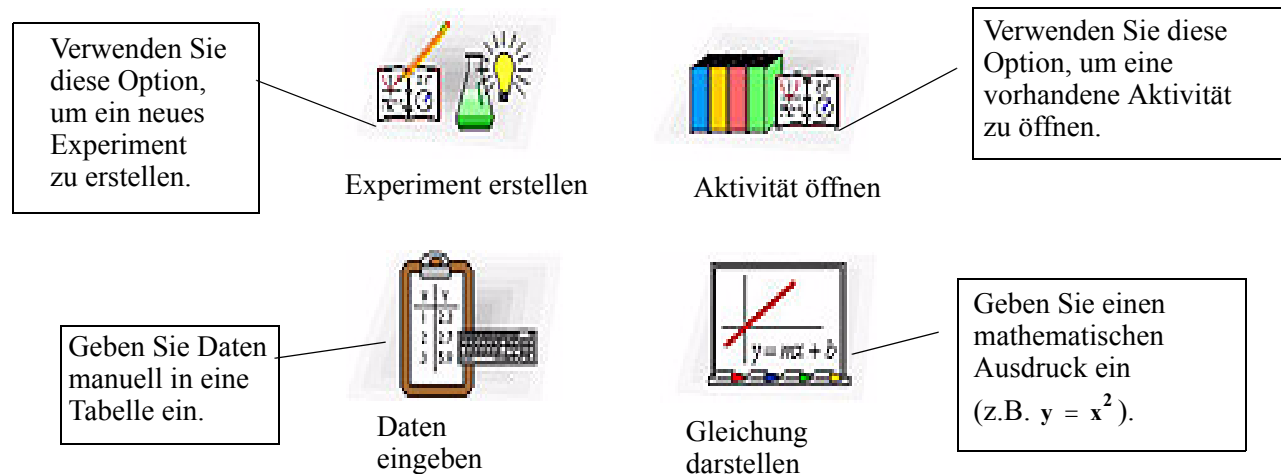 Verwenden Sie
diese Option,
um ein neues
Experiment
zu erstellen.
Experiment erstellen
Aktivität öffnen
Verwenden Sie diese
Option, um eine
vorhandene Aktivität
zu öffnen.
Geben Sie Daten
manuell in eine
Tabelle ein.
Daten
eingeben
y = mx + b
Gleichung
darstellen
Geben Sie einen
mathematischen
Ausdruck ein
(z.B. y = x²).